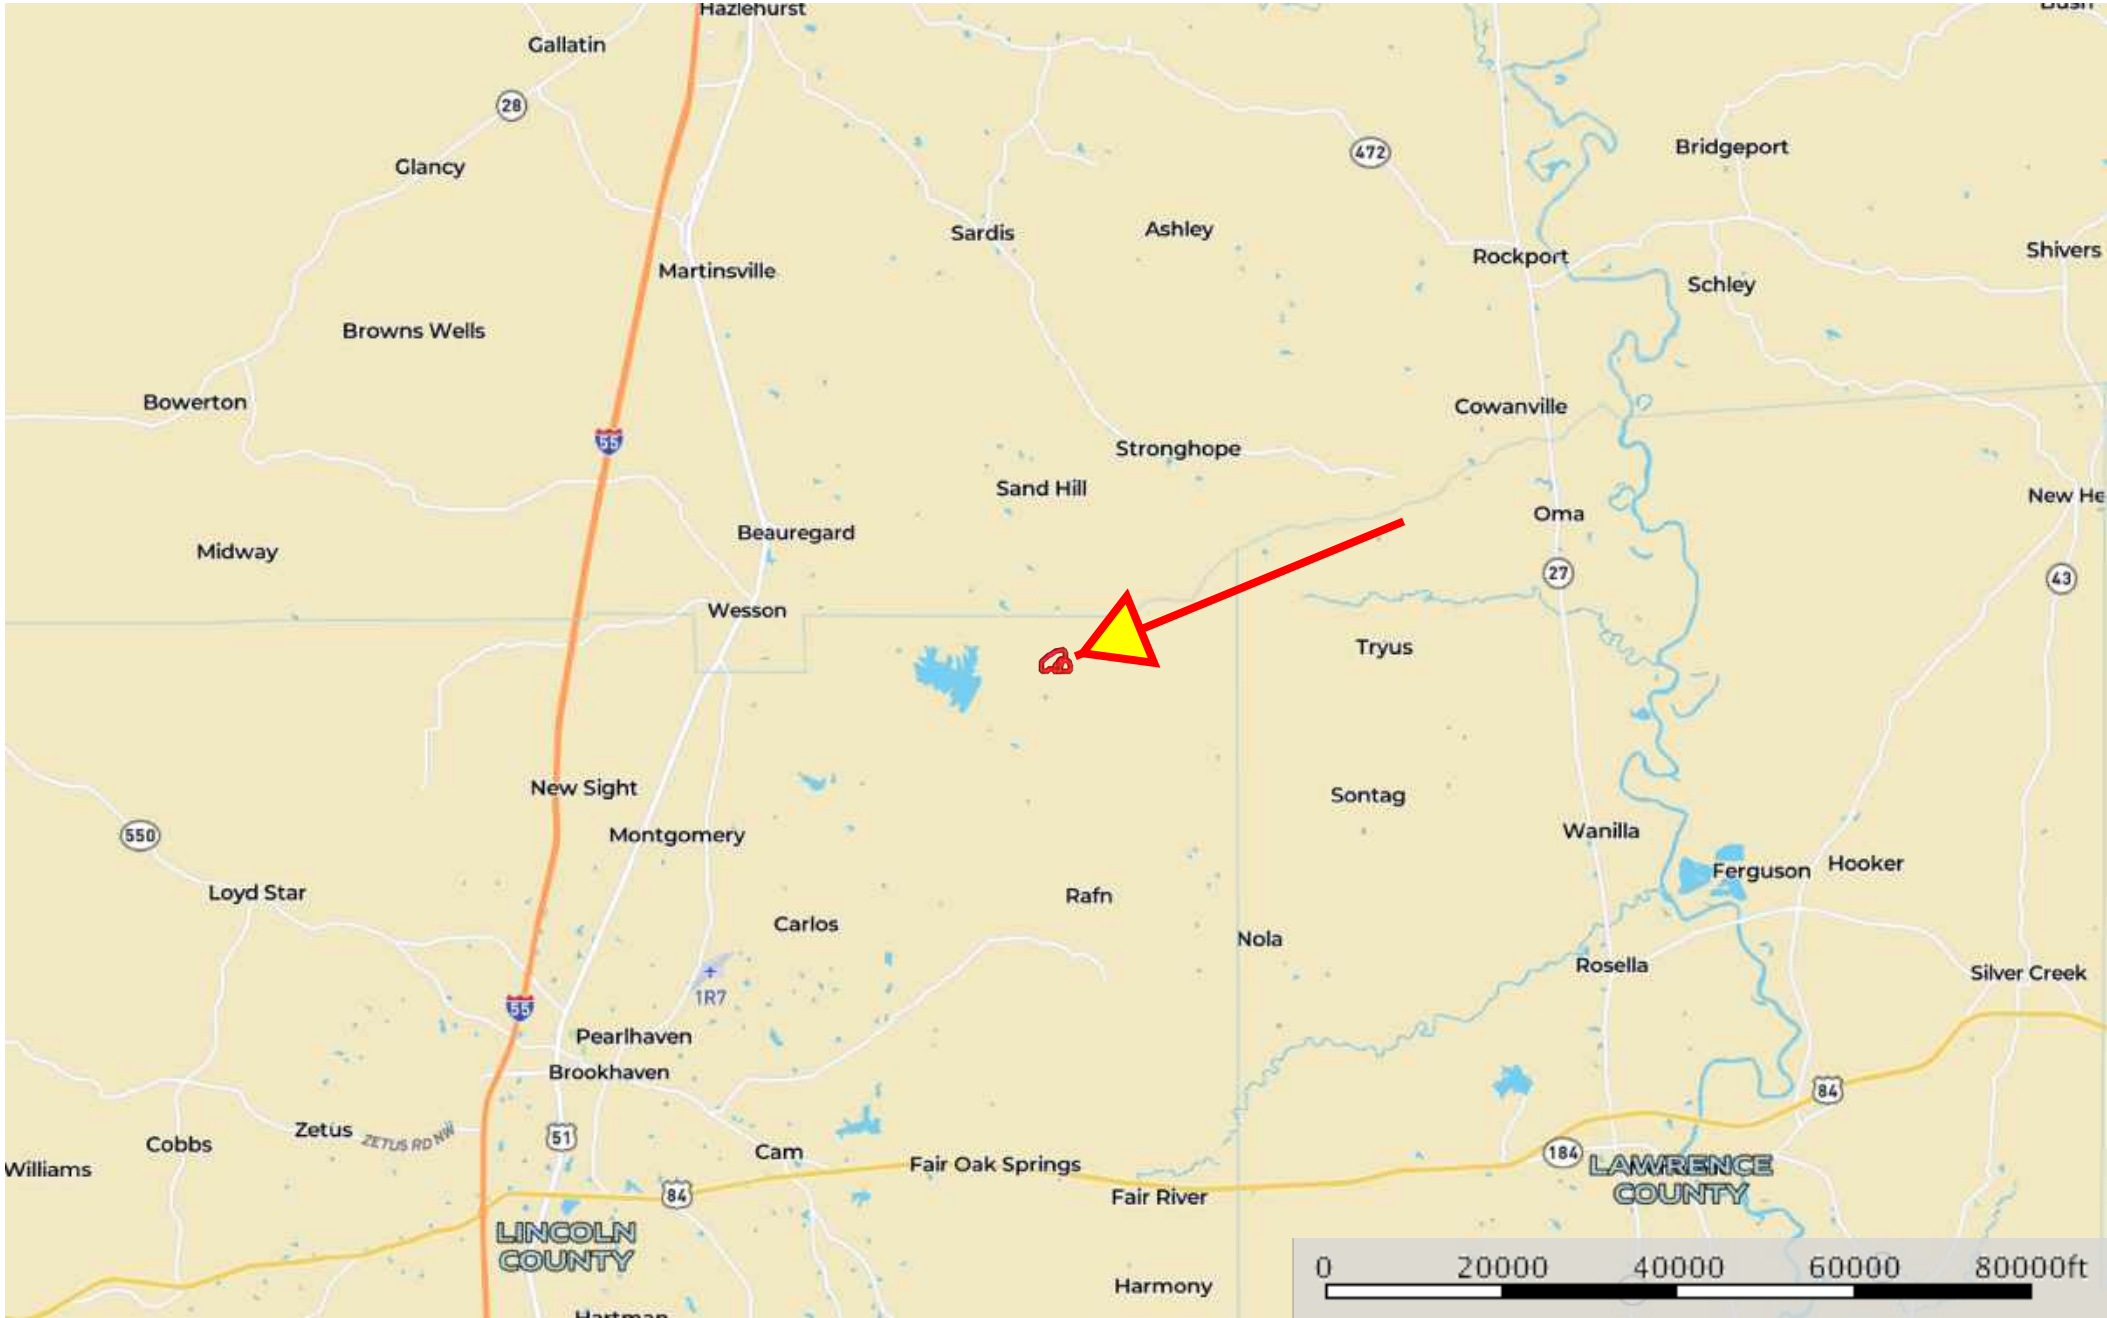 Hazlehurst
Gallatin
28
472
Bridgeport
Glancy
Sardis
Ashley
Rockport
Shivers
Martinsville
Schley
Browns Wells
Bowerton
Cowanville
55
Stronghope
Sand Hill
New He
Beauregard
Oma
Midway
27
43
Wesson
Tryus
New Sight
Sontag
550
Montgomery
Wanilla
Ferguson
Hooker
Loyd Star
Rafn
Carlos
Nola
Rosella
Silver Creek
1R7
55
Pearlhaven
Brookhaven
84
Zetus
ZETUS RD NW
51
Cobbs
Cam
Williams
Fair Oak Springs
184
LAWRENCE
COUNTY
84
Fair River
LINCOLN
COUNTY
Harmony
0 20000 40000 60000 80000ft
Hartman